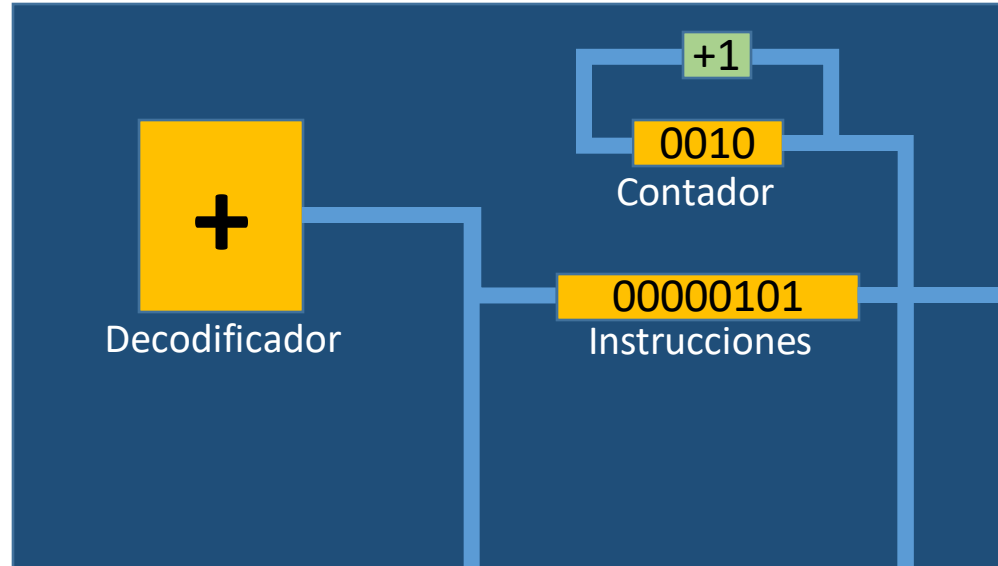 +1
0010
Contador
+
Decodificador
00000101
Instrucciones